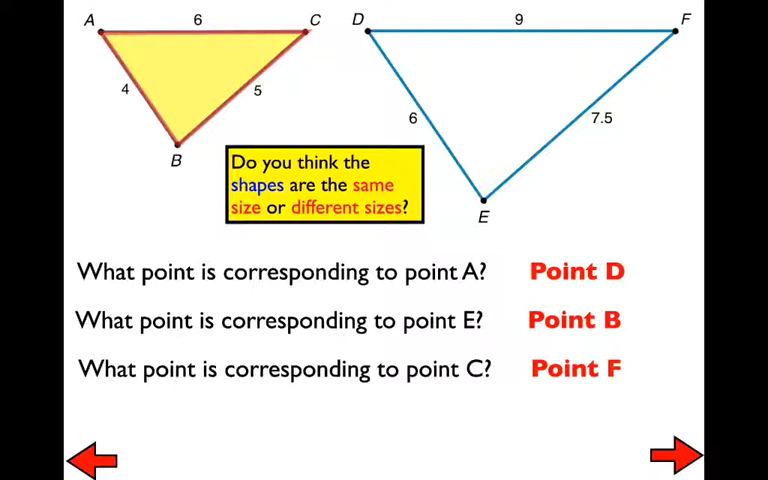 A 6 C D 9 F
4 5 6 7.5
B
E
Do you think the
shapes are the same
size or different sizes?
What point is corresponding to point A? Point D
What point is corresponding to point E? Point B
What point is corresponding to point C? Point F